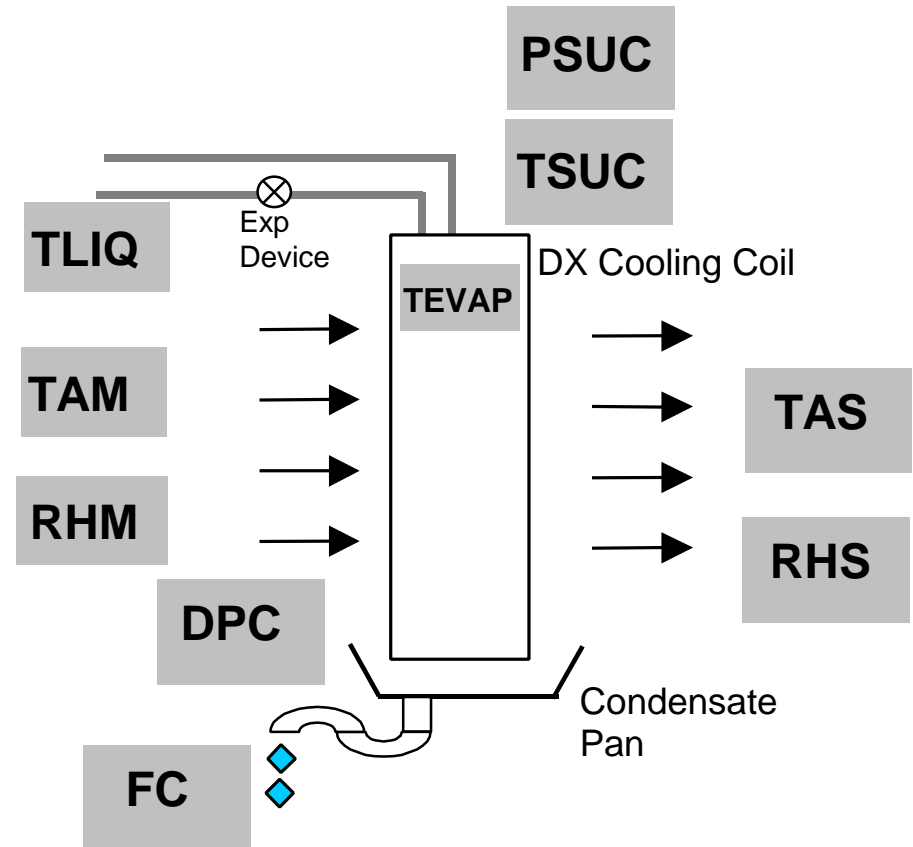 PSUC
TSUC
TLIQ
Exp
Device
DX Cooling Coil
TEVAP
TAM
TAS
RHM
RHS
DPC
Condensate
Pan
FC